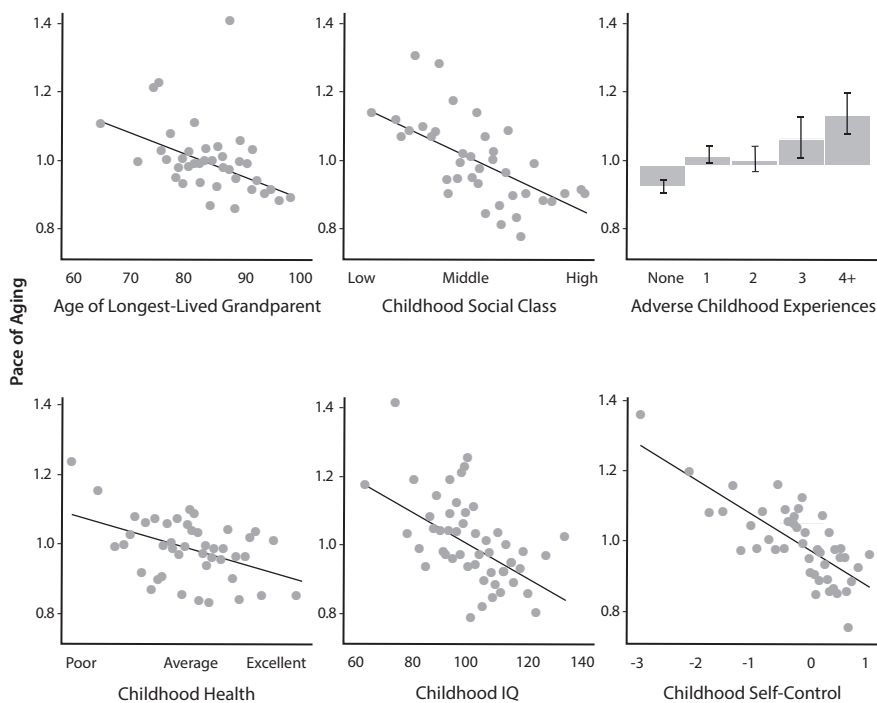 Pace of Aging
1.4
1.2
1.0
0.8
60 70 80 90 100
Age of Longest-Lived Grandparent
1.4
1.2
1.0
0.8
Low Middle High
Childhood Social Class
1.4
1.2
1.0
0.8
None 1 2 3 4+
Adverse Childhood Experiences
1.4
1.2
1.0
0.8
Poor Average Excellent
Childhood Health
1.4
1.2
1.0
0.8
60 80 100 120 140
Childhood IQ
1.4
1.2
1.0
0.8
-3 -2 -1 0 1
Childhood Self-Control